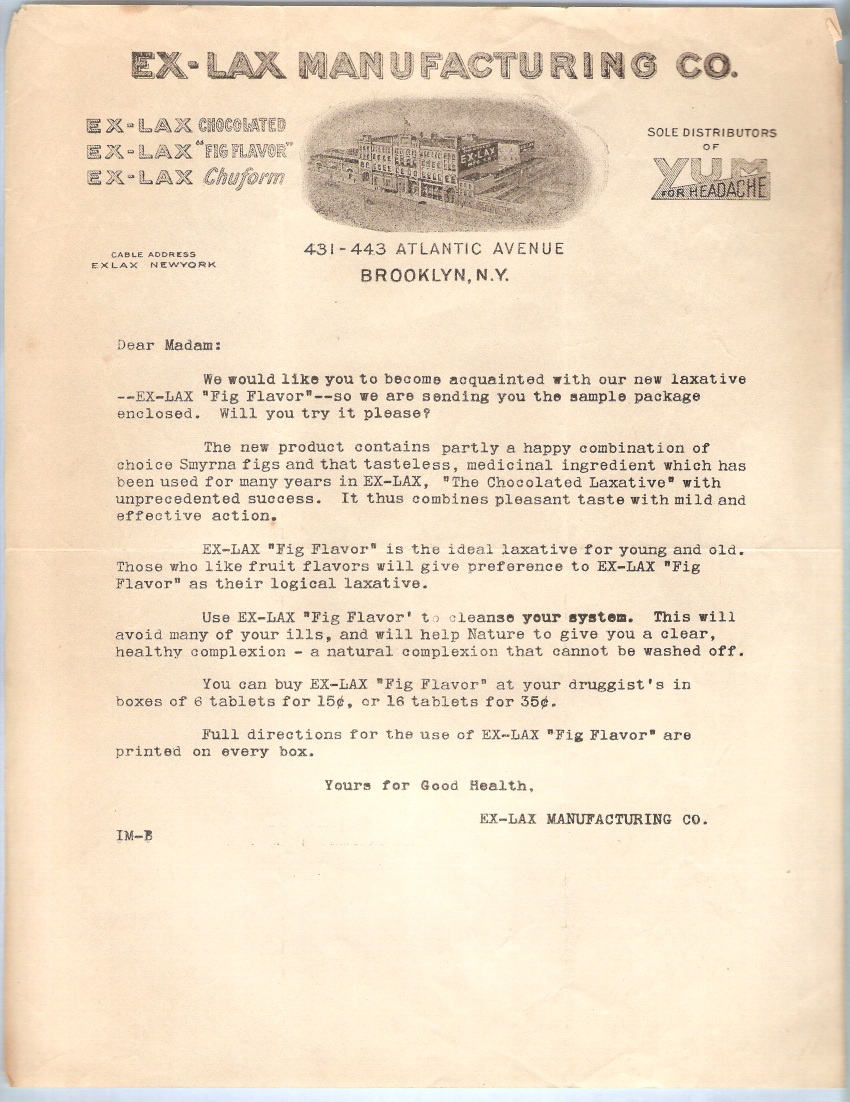 EX-LAX MANUFACTURING CO.
EX-LAX CHOCOLATED
EX-LAX "FIG FLAVOR"
EX-LAX Chuform
EX-LAX
SOLE DISTRIBUTORS
OF
YUM
FOR HEADACHE
CABLE ADDRESS
EXLAX NEWYORK
431-443 ATLANTIC AVENUE
BROOKLYN, N.Y.
Dear Madam:
We would like you to become acquainted with our new laxative
--EX-LAX "Fig Flavor"--so we are sending you the sample package
enclosed. Will you try it please?
The new product contains partly a happy combination of
choice Smyrna figs and that tasteless, medicinal ingredient which has
been used for many years in EX-LAX, "The Chocolated Laxative" with
unprecedented success. It thus combines pleasant taste with mild and
effective action.
EX-LAX "Fig Flavor" is the ideal laxative for young and old.
Those who like fruit flavors will give preference to EX-LAX "Fig
Flavor" as their logical laxative.
Use EX-LAX "Fig Flavor' to cleanse your system. This will
avoid many of your ills, and will help Nature to give you a clear,
healthy complexion - a natural complexion that cannot be washed off.
You can buy EX-LAX "Fig Flavor" at your druggist's in
boxes of 6 tablets for 15¢, or 16 tablets for 35¢.
Full directions for the use of EX-LAX "Fig Flavor" are
printed on every box.
Yours for Good Health,
EX-LAX MANUFACTURING CO.
IM-B